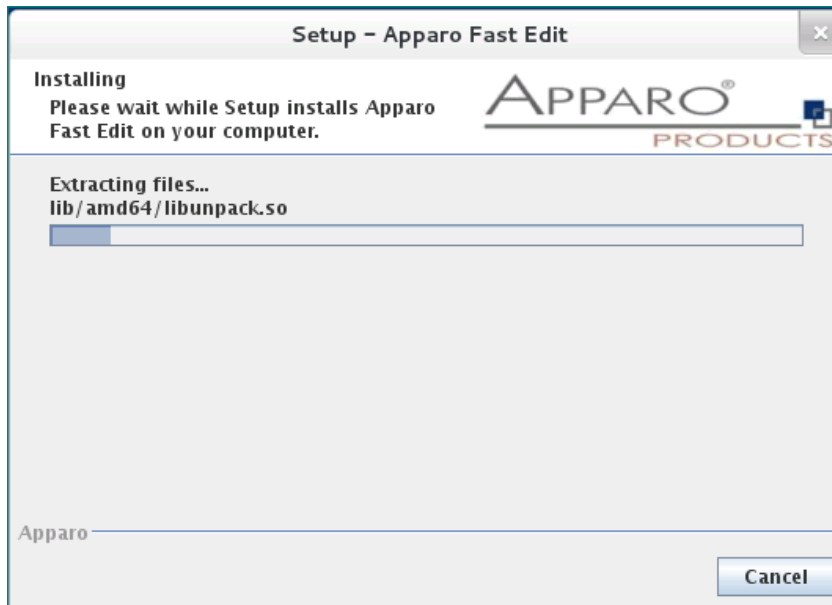 Setup - Apparo Fast Edit
Installing
Please wait while Setup installs Apparo
Fast Edit on your computer.
APPARO®
PRODUCTS
Extracting files...
lib/amd64/libunpack.so
Apparo
Cancel